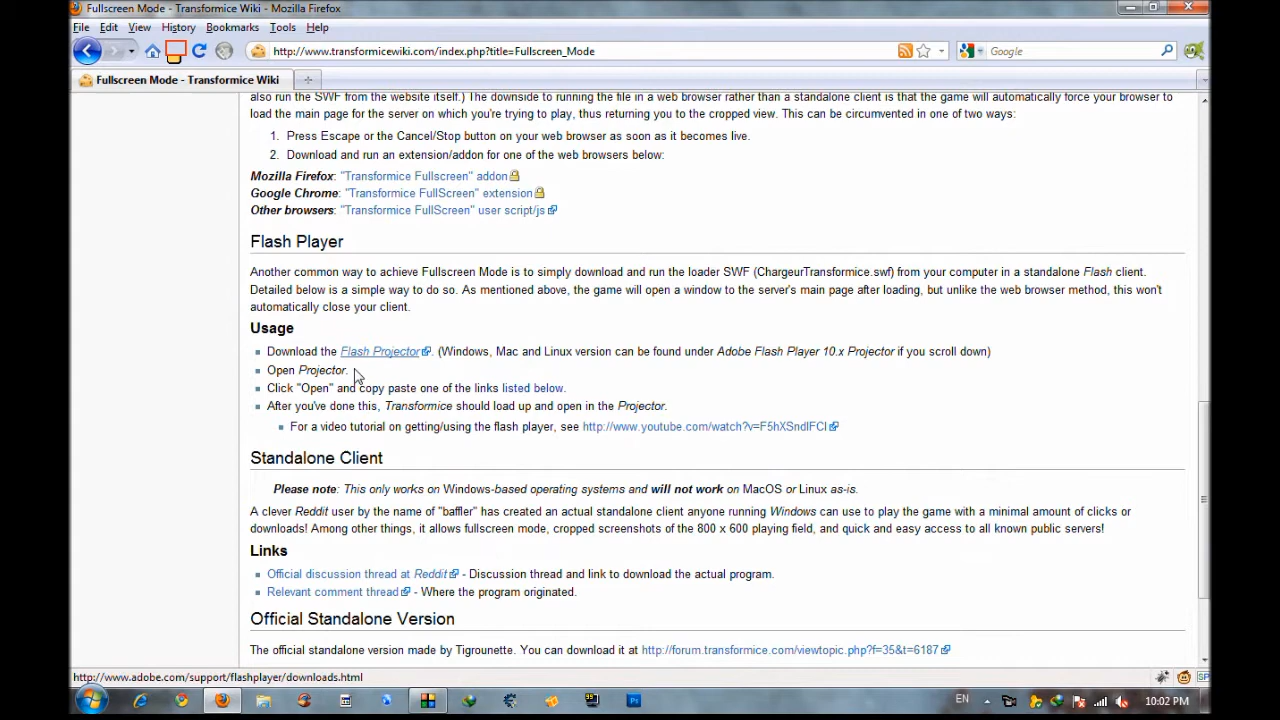 Fullscreen Mode - Transformice Wiki - Mozilla Firefox
File Edit View History Bookmarks Tools Help
http://www.transformicewiki.com/index.php?title=Fullscreen_Mode
Google
Fullscreen Mode - Transformice Wiki
also run the SWF from the website itself.) The downside to running the file in a web browser rather than a standalone client is that the game will automatically force your browser to
load the main page for the server on which you're trying to play, thus returning you to the cropped view. This can be circumvented in one of two ways:
1. Press Escape or the Cancel/Stop button on your web browser as soon as it becomes live.
2. Download and run an extension/addon for one of the web browsers below:
Mozilla Firefox: "Transformice Fullscreen" addon
Google Chrome: "Transformice FullScreen" extension
Other browsers: "Transformice FullScreen" user script/js
Flash Player
Another common way to achieve Fullscreen Mode is to simply download and run the loader SWF (ChargeurTransformice.swf) from your computer in a standalone Flash client.
Detailed below is a simple way to do so. As mentioned above, the game will open a window to the server's main page after loading, but unlike the web browser method, this won't
automatically close your client.
Usage
Download the Flash Projector. (Windows, Mac and Linux version can be found under Adobe Flash Player 10.x Projector if you scroll down)
Open Projector.
Click "Open" and copy paste one of the links listed below.
After you've done this, Transformice should load up and open in the Projector.
For a video tutorial on getting/using the flash player, see http://www.youtube.com/watch?v=F5hXSndlFCI
Standalone Client
Please note: This only works on Windows-based operating systems and will not work on MacOS or Linux as-is.
A clever Reddit user by the name of "baffler" has created an actual standalone client anyone running Windows can use to play the game with a minimal amount of clicks or
downloads! Among other things, it allows fullscreen mode, cropped screenshots of the 800 x 600 playing field, and quick and easy access to all known public servers!
Links
Official discussion thread at Reddit - Discussion thread and link to download the actual program.
Relevant comment thread - Where the program originated.
Official Standalone Version
The official standalone version made by Tigrounette. You can download it at http://forum.transformice.com/viewtopic.php?f=35&t=6187
http://www.adobe.com/support/flashplayer/downloads.html
SP
99
Ps
EN
10:02 PM